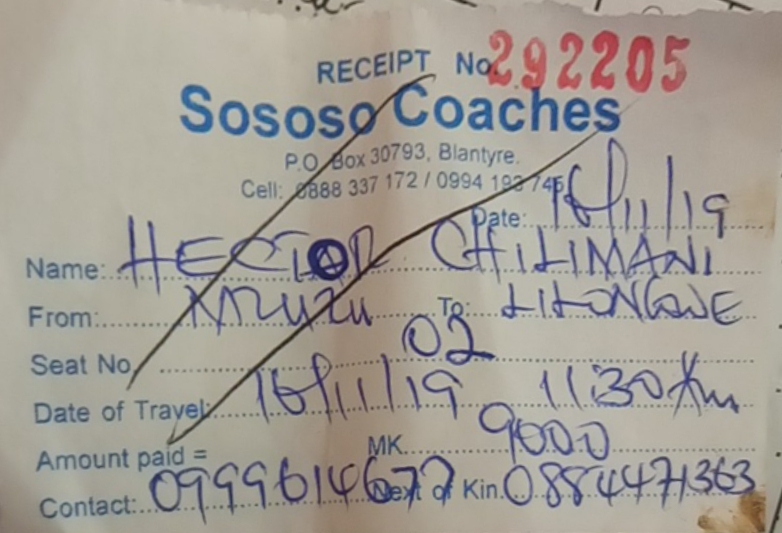 RECEIPT No. 292205
Sososo Coaches
P.O. Box 30793, Blantyre.
Cell: 0888 337 172 / 0994 193 745
Date: 16/11/19
Name: HECTOR CHILIMANI
From: MZUZU To: LILONGWE
Seat No. 02
Date of Travel: 16/11/19 11:30
Amount paid = MK 9000
Contact: 0999614677 Next of Kin. 0884471363